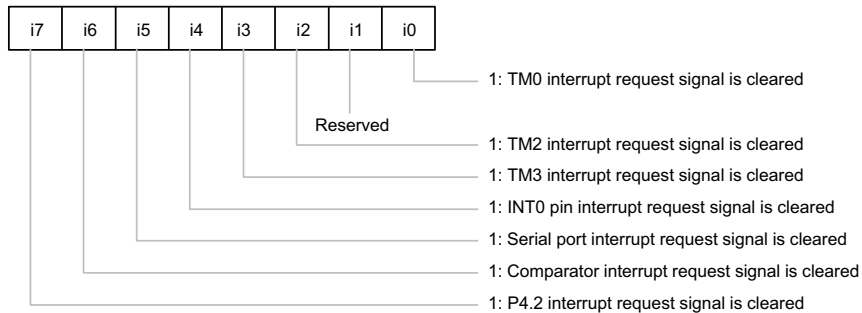 i7 i6 i5 i4 i3 i2 i1 i0
1: TM0 interrupt request signal is cleared
Reserved
1: TM2 interrupt request signal is cleared
1: TM3 interrupt request signal is cleared
1: INT0 pin interrupt request signal is cleared
1: Serial port interrupt request signal is cleared
1: Comparator interrupt request signal is cleared
1: P4.2 interrupt request signal is cleared